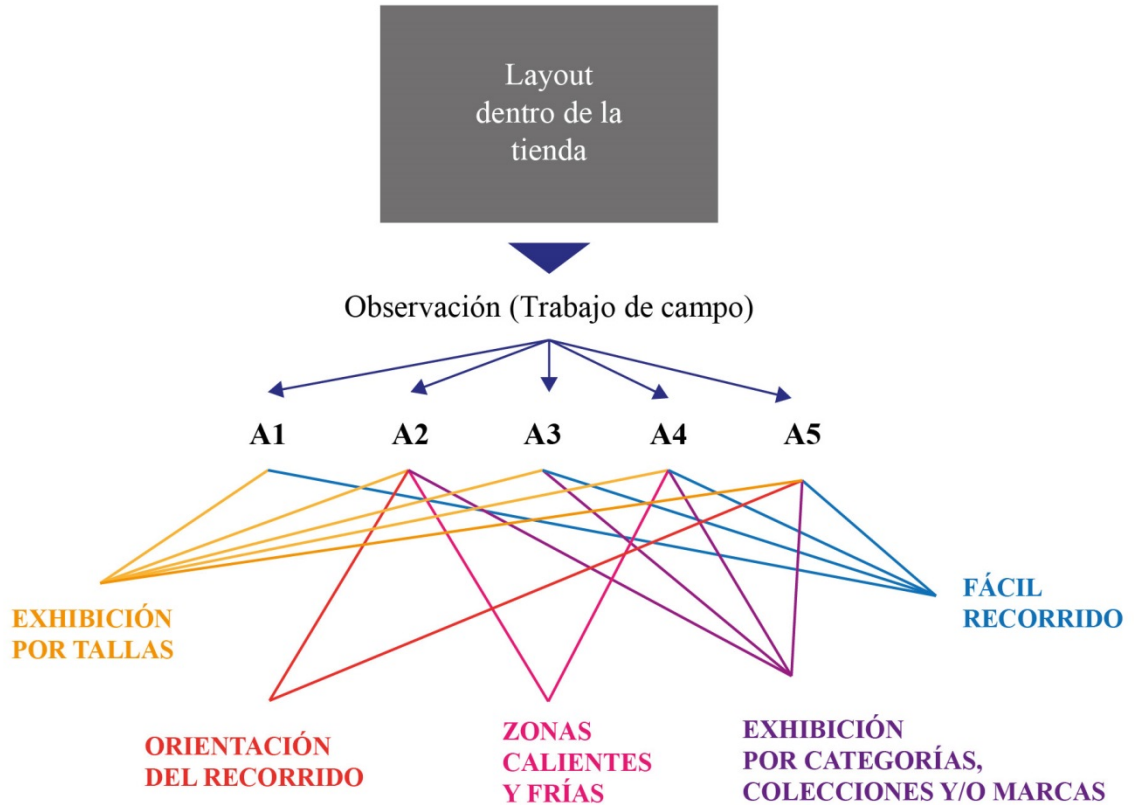 Layout
dentro de la
tienda
Observación (Trabajo de campo)
A1 A2 A3 A4 A5
EXHIBICIÓN
POR TALLAS
ORIENTACIÓN
DEL RECORRIDO
ZONAS
CALIENTES
Y FRÍAS
EXHIBICIÓN
POR CATEGORÍAS,
COLECCIONES Y/O MARCAS
FÁCIL
RECORRIDO